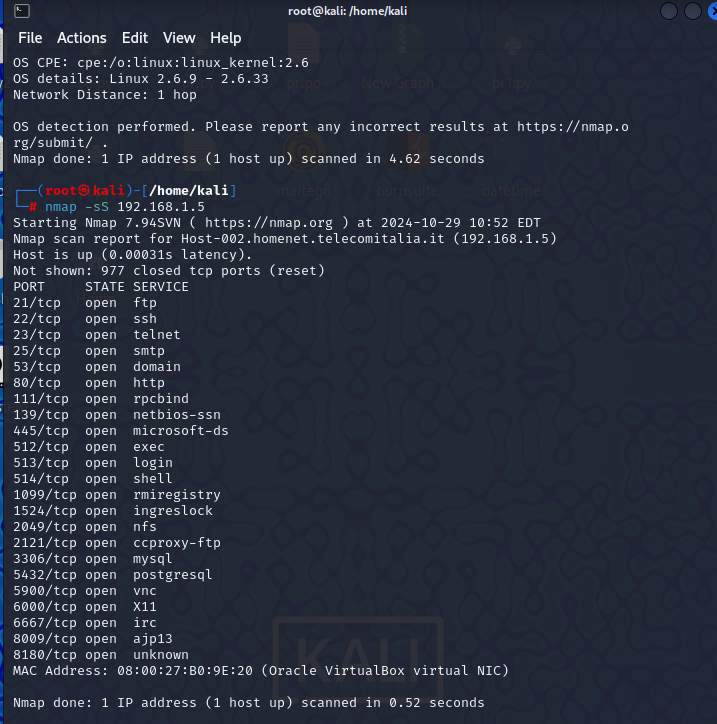 root@kali: /home/kali
File Actions Edit View Help
OS CPE: cpe:/o:linux:linux_kernel:2.6
OS details: Linux 2.6.9 - 2.6.33
Network Distance: 1 hop
OS detection performed. Please report any incorrect results at https://nmap.o
rg/submit/ .
Nmap done: 1 IP address (1 host up) scanned in 4.62 seconds
┌──(root㉿kali)-[/home/kali]
└─# nmap -sS 192.168.1.5
Starting Nmap 7.94SVN ( https://nmap.org ) at 2024-10-29 10:52 EDT
Nmap scan report for Host-002.homenet.telecomitalia.it (192.168.1.5)
Host is up (0.00031s latency).
Not shown: 977 closed tcp ports (reset)
PORT     STATE SERVICE
21/tcp   open  ftp
22/tcp   open  ssh
23/tcp   open  telnet
25/tcp   open  smtp
53/tcp   open  domain
80/tcp   open  http
111/tcp  open  rpcbind
139/tcp  open  netbios-ssn
445/tcp  open  microsoft-ds
512/tcp  open  exec
513/tcp  open  login
514/tcp  open  shell
1099/tcp open  rmiregistry
1524/tcp open  ingreslock
2049/tcp open  nfs
2121/tcp open  ccproxy-ftp
3306/tcp open  mysql
5432/tcp open  postgresql
5900/tcp open  vnc
6000/tcp open  X11
6667/tcp open  irc
8009/tcp open  ajp13
8180/tcp open  unknown
MAC Address: 08:00:27:B0:9E:20 (Oracle VirtualBox virtual NIC)
Nmap done: 1 IP address (1 host up) scanned in 0.52 seconds
New Graph
maltego
burpsuite
datetime
KALI